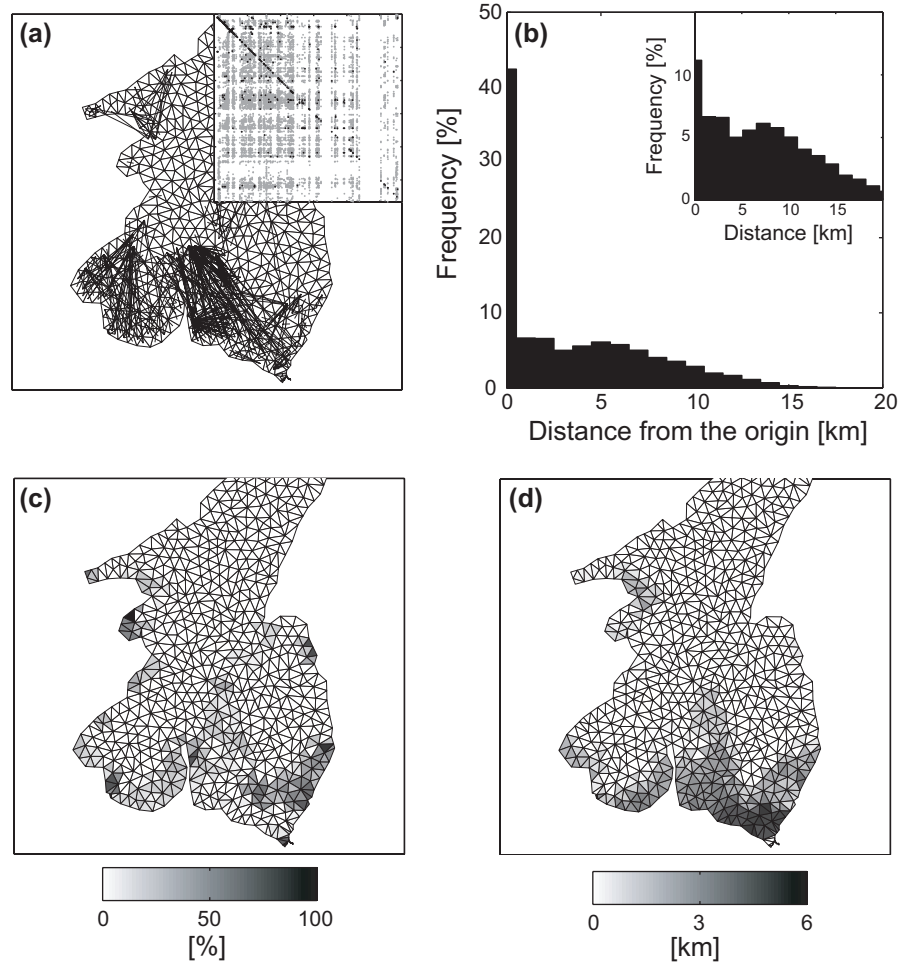 (a)
(b)
50
40
30
20
10
0
Frequency [%]
0 5 10 15 20
Distance from the origin [km]
10
5
0
Frequency [%]
0 5 10 15
Distance [km]
(c)
(d)
0 50 100
[%]
0 3 6
[km]